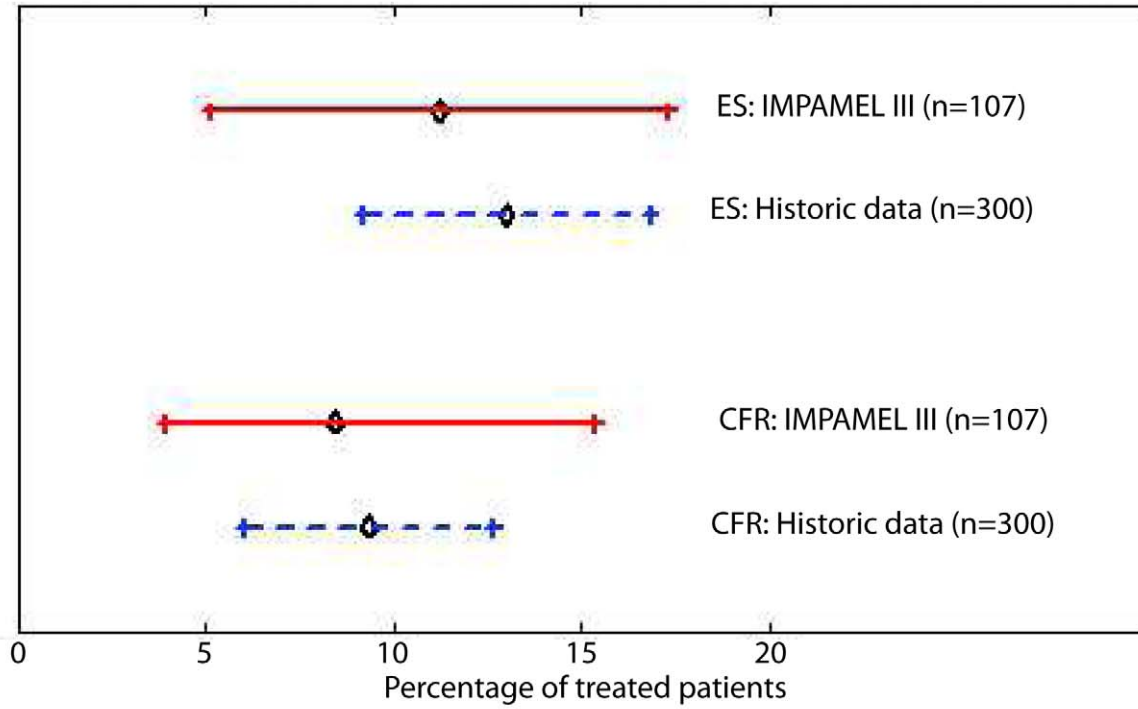 ES: IMPAMEL III (n=107)
ES: Historic data (n=300)
CFR: IMPAMEL III (n=107)
CFR: Historic data (n=300)
0 5 10 15 20
Percentage of treated patients